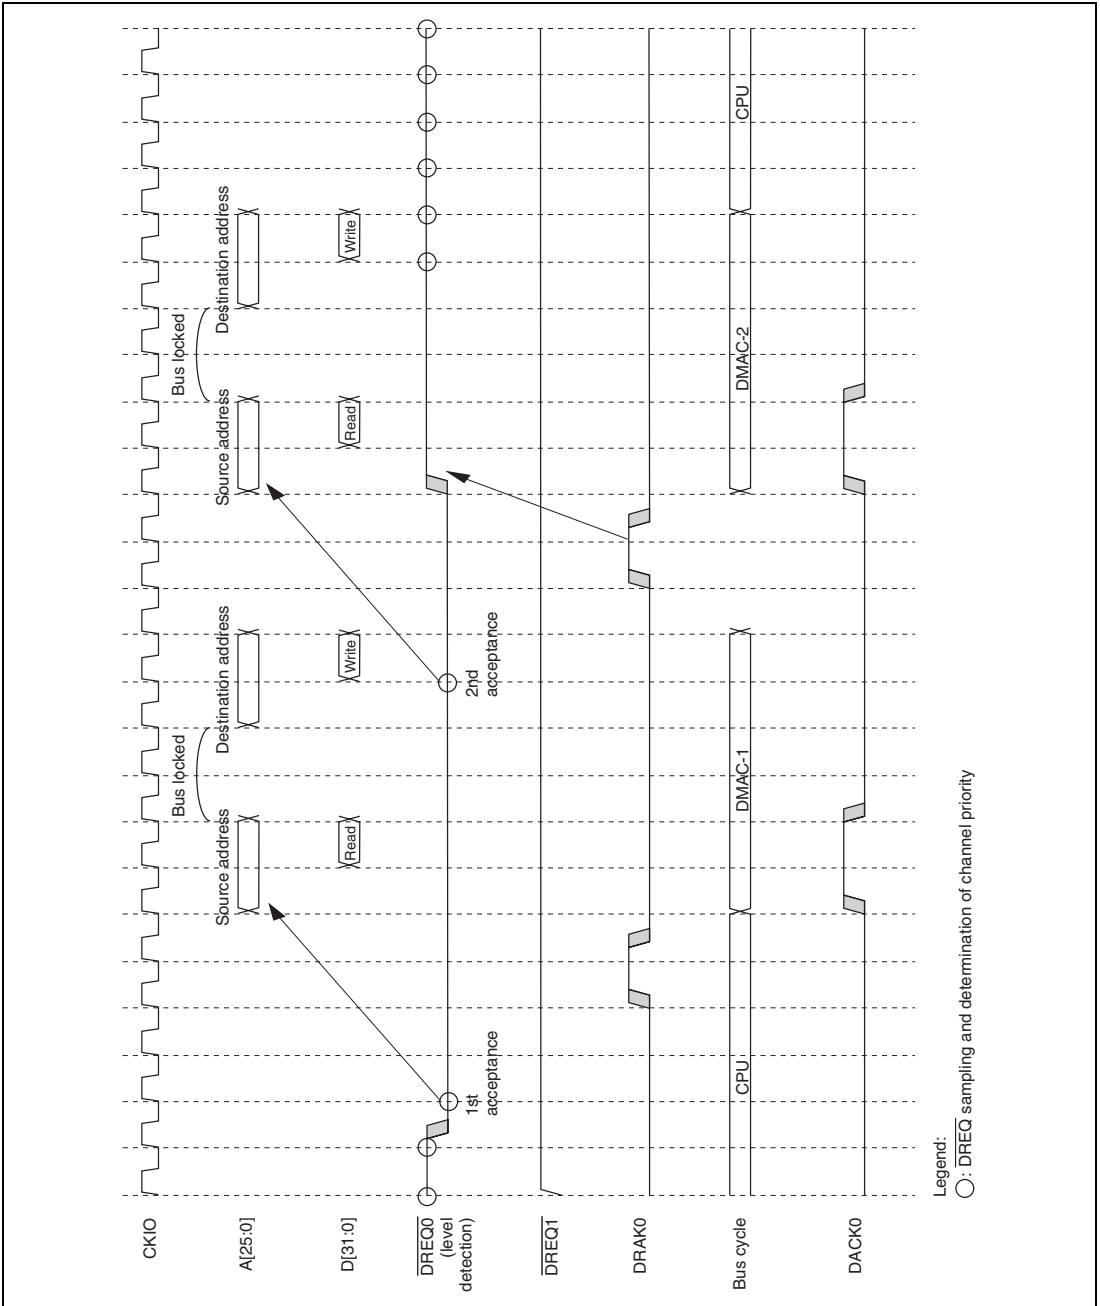 CKIO
Bus locked
Bus locked
A[25:0]
Source address
Destination address
Source address
Destination address
D[31:0]
Read
Write
Read
Write
DREQ0
(level
detection)
1st
acceptance
2nd
acceptance
DREQ1
DRAK0
Bus cycle
CPU
DMAC-1
DMAC-2
CPU
DACK0
Legend:
: DREQ sampling and determination of channel priority